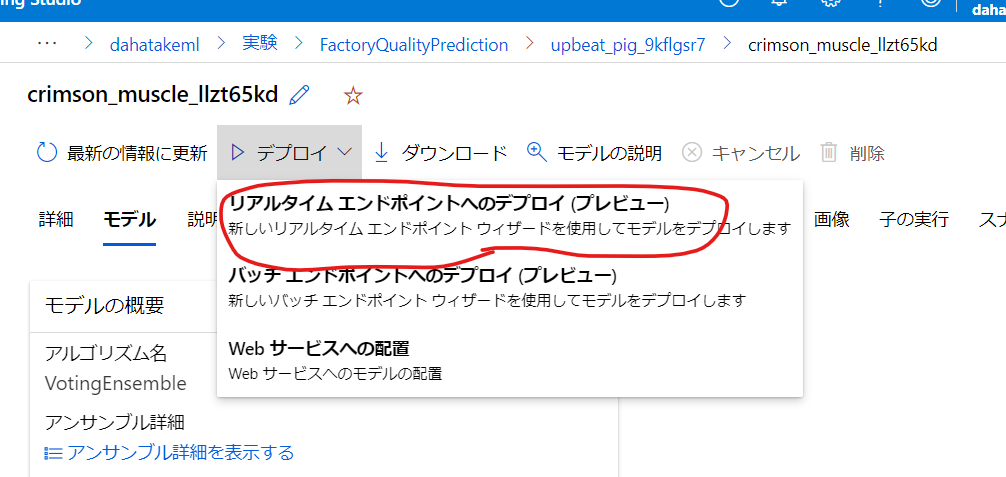 ing Studio
daha
··· > dahatakeml > 実験 > FactoryQualityPrediction > upbeat_pig_9kflgsr7 > crimson_muscle_llzt65kd
crimson_muscle_llzt65kd
最新の情報に更新 デプロイ ダウンロード モデルの説明 キャンセル 削除
リアルタイム エンドポイントへのデプロイ (プレビュー)
新しいリアルタイム エンドポイント ウィザードを使用してモデルをデプロイします
詳細 モデル 説明 画像 子の実行 スナ
バッチ エンドポイントへのデプロイ (プレビュー)
新しいバッチ エンドポイント ウィザードを使用してモデルをデプロイします
Web サービスへの配置
Web サービスへのモデルの配置
モデルの概要
アルゴリズム名
VotingEnsemble
アンサンブル詳細
アンサンブル詳細を表示する